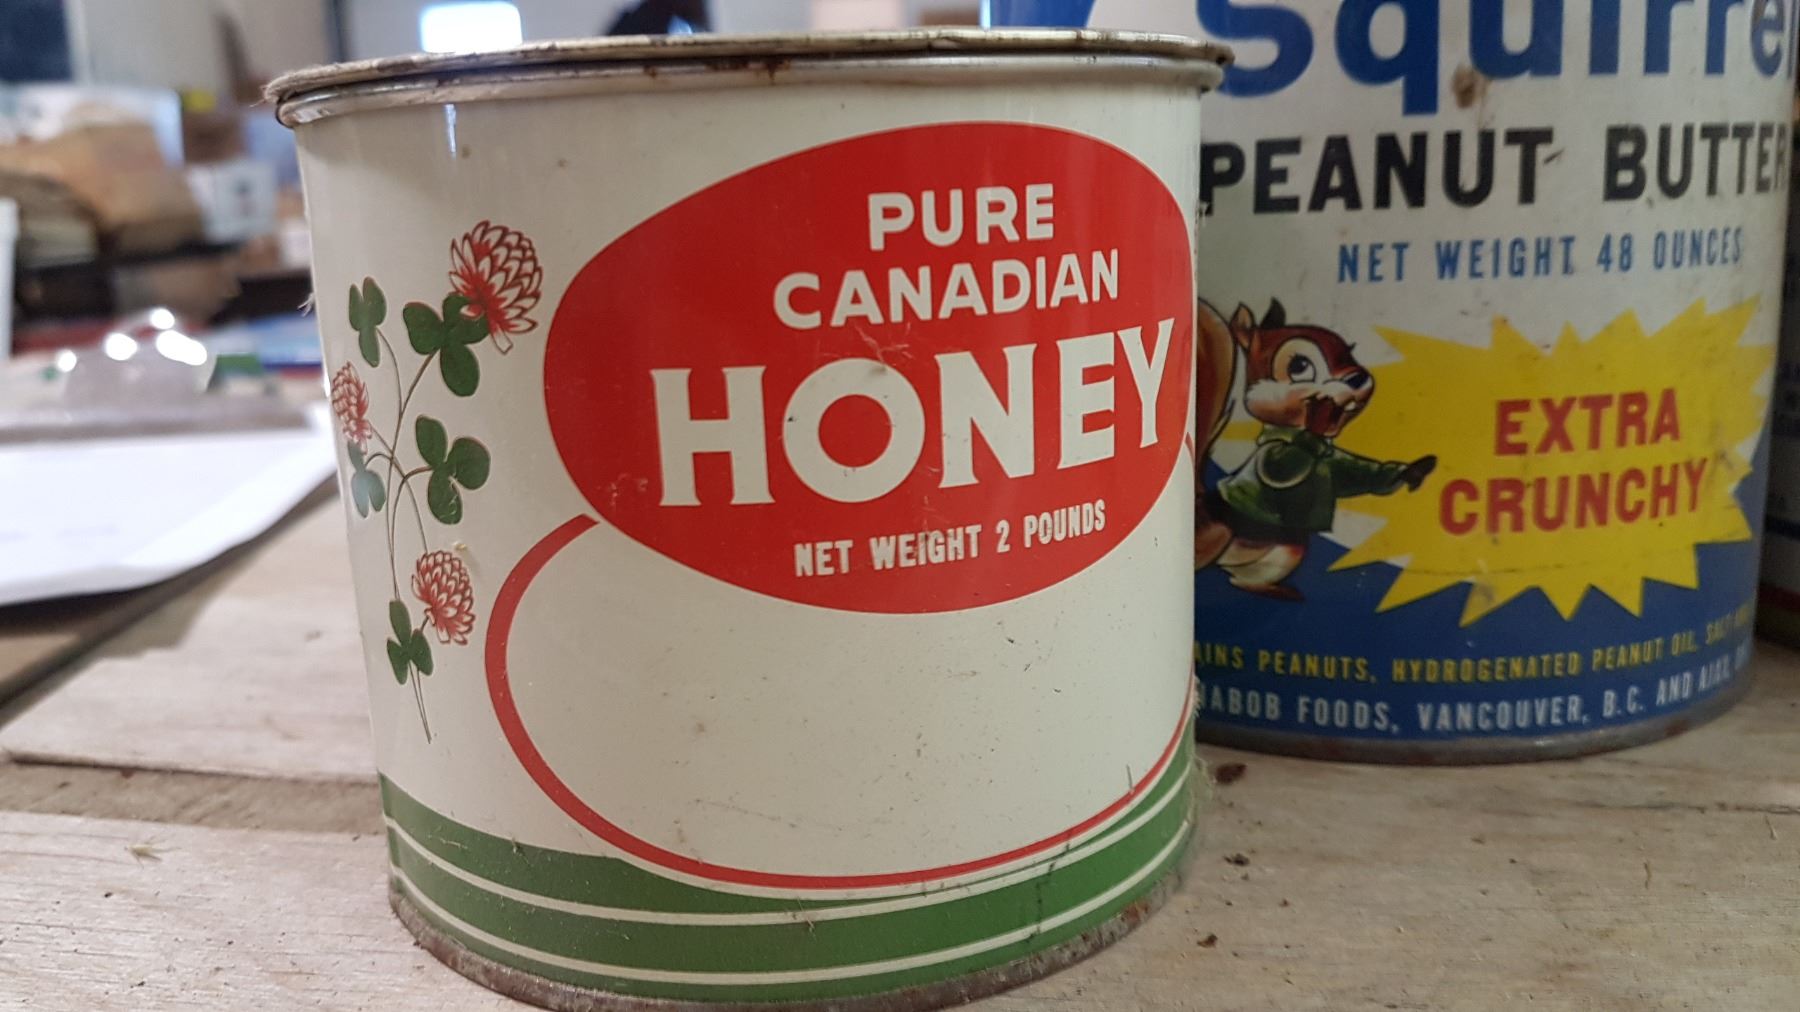 PURE
CANADIAN
HONEY
NET WEIGHT 2 POUNDS
Squirrel
PEANUT BUTTER
NET WEIGHT 48 OUNCES
EXTRA
CRUNCHY
PEANUTS, HYDROGENATED PEANUT OIL,
FOODS, VANCOUVER, B.C. AND